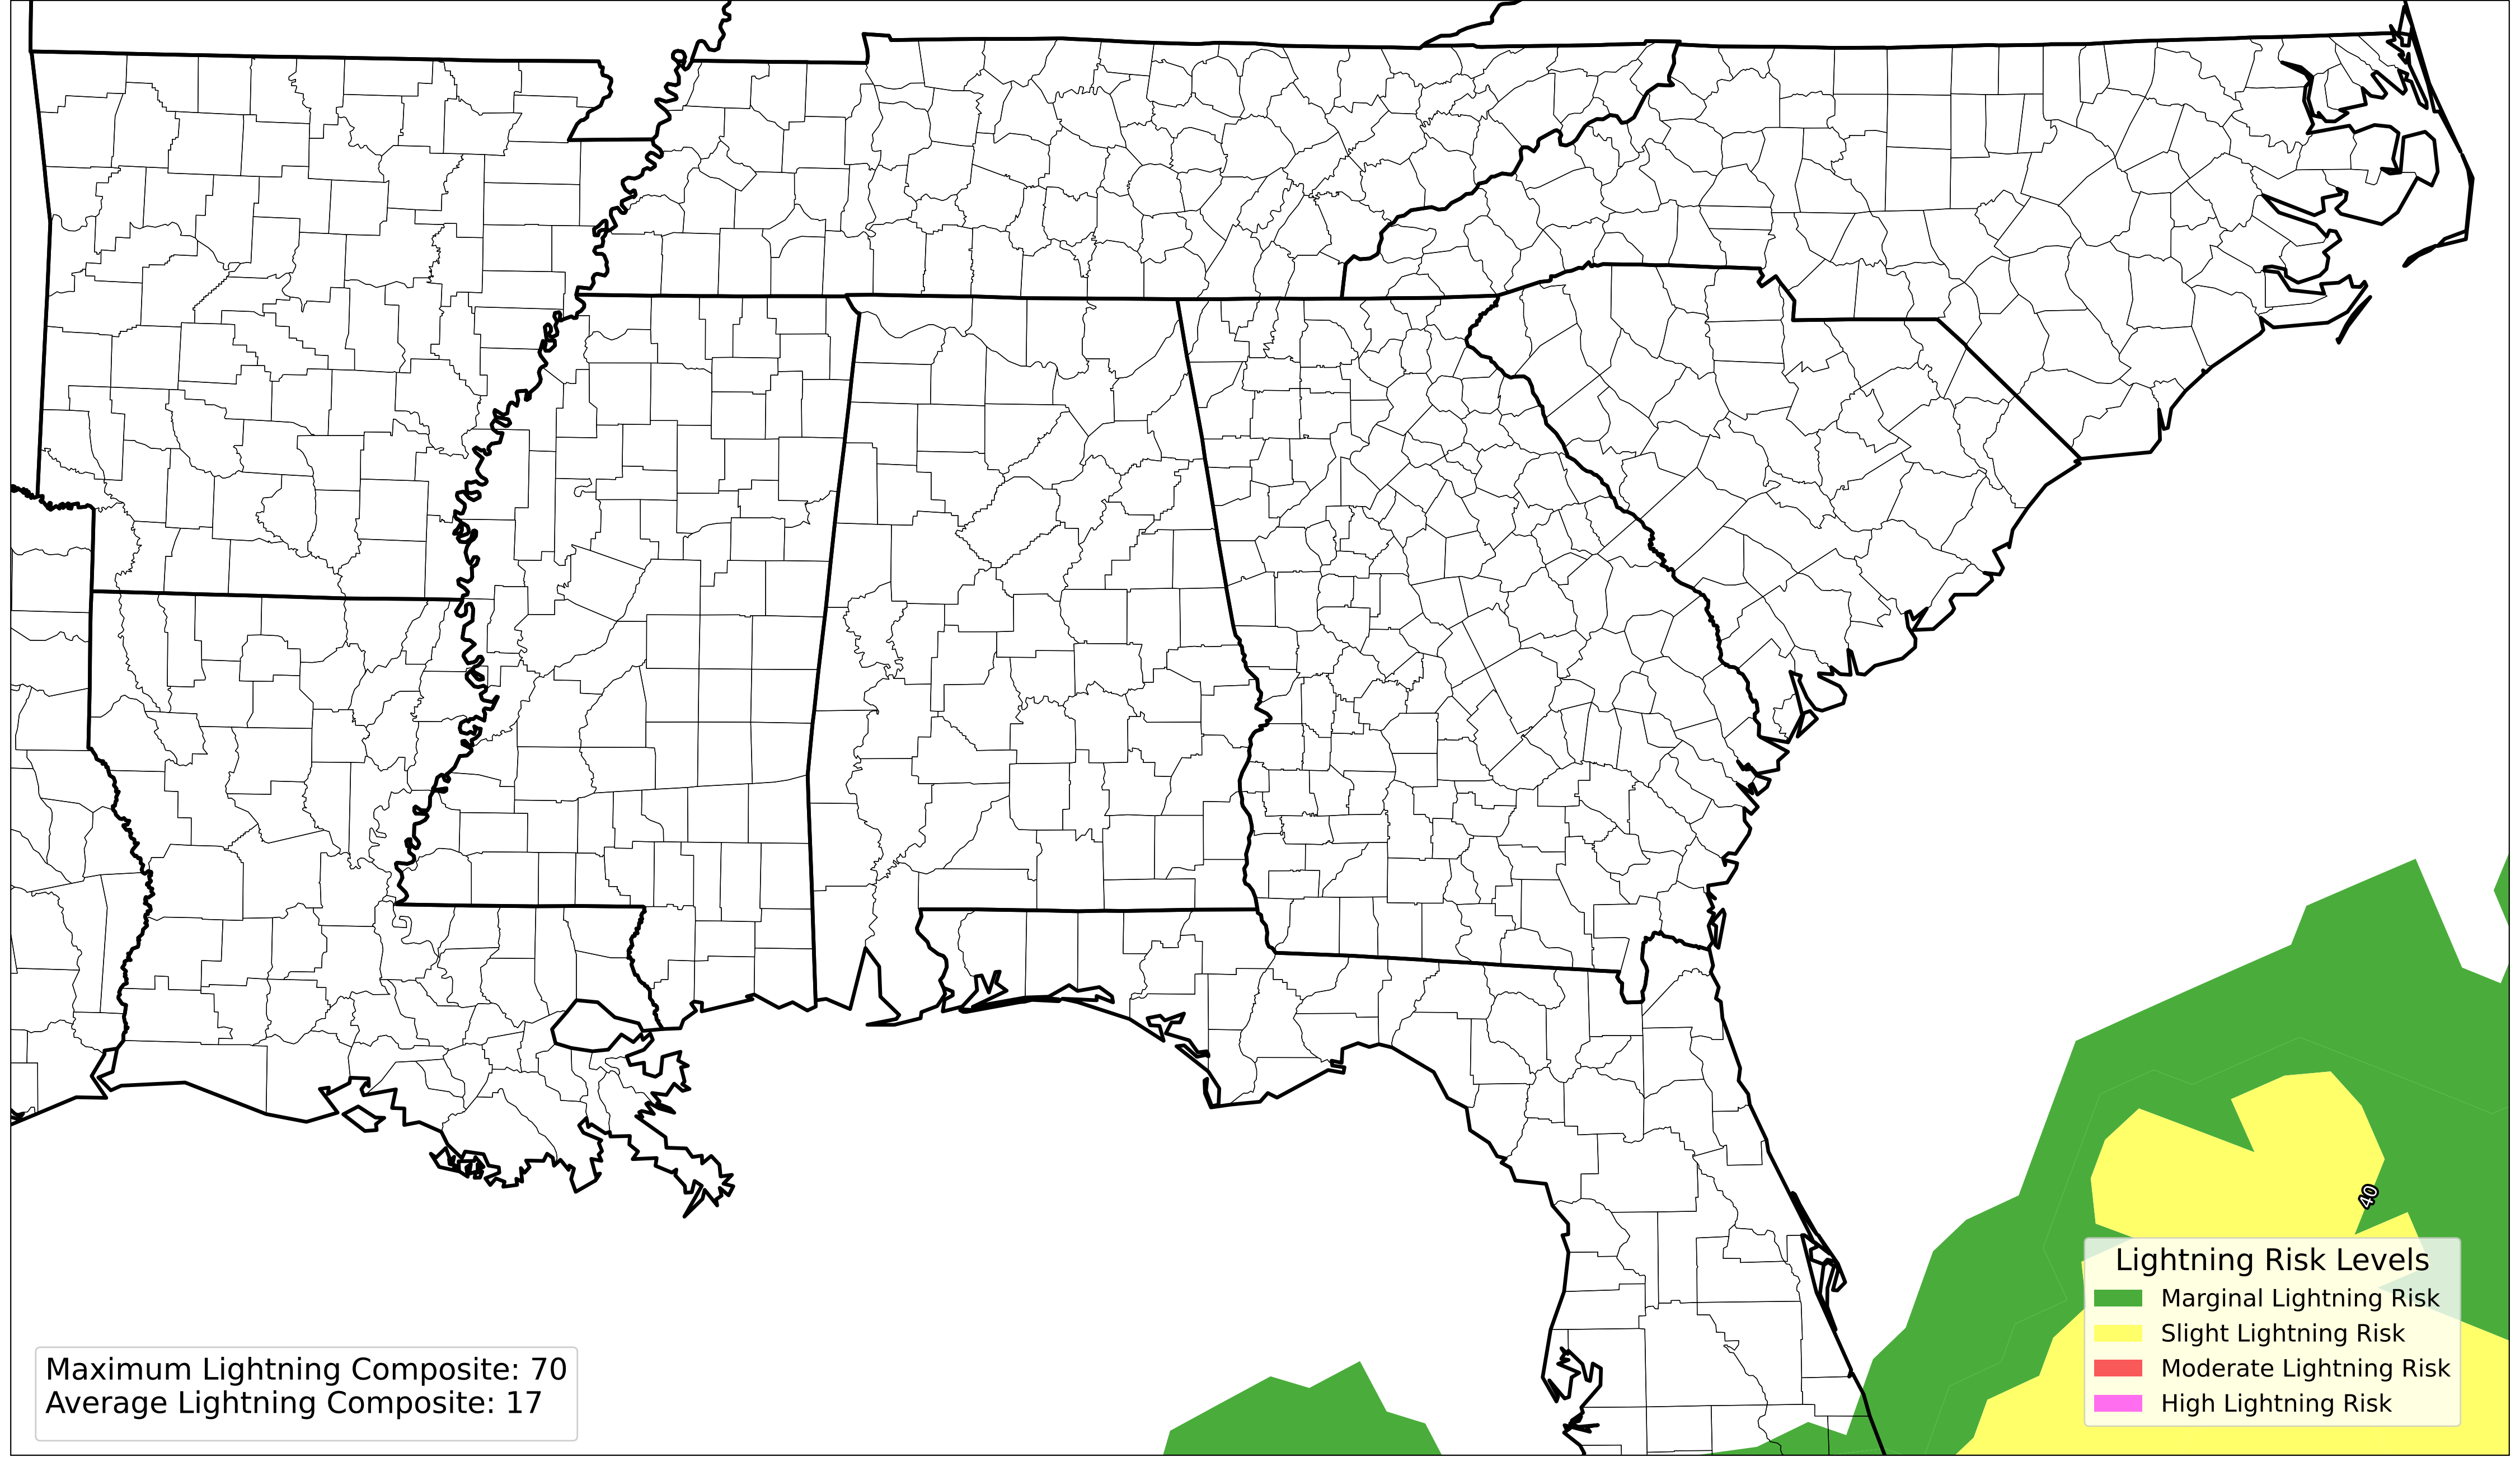 40
Lightning Risk Levels
Marginal Lightning Risk
Slight Lightning Risk
Moderate Lightning Risk
High Lightning Risk
Maximum Lightning Composite: 70
Average Lightning Composite: 17